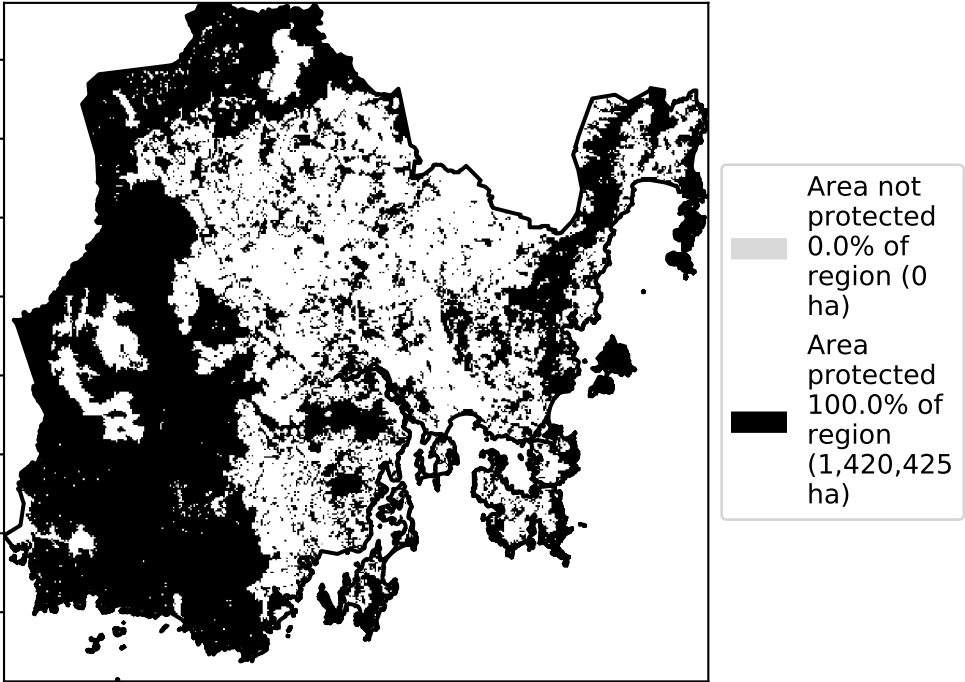 Area not
protected
0.0% of
region (0
ha)
Area
protected
100.0% of
region
(1,420,425
ha)